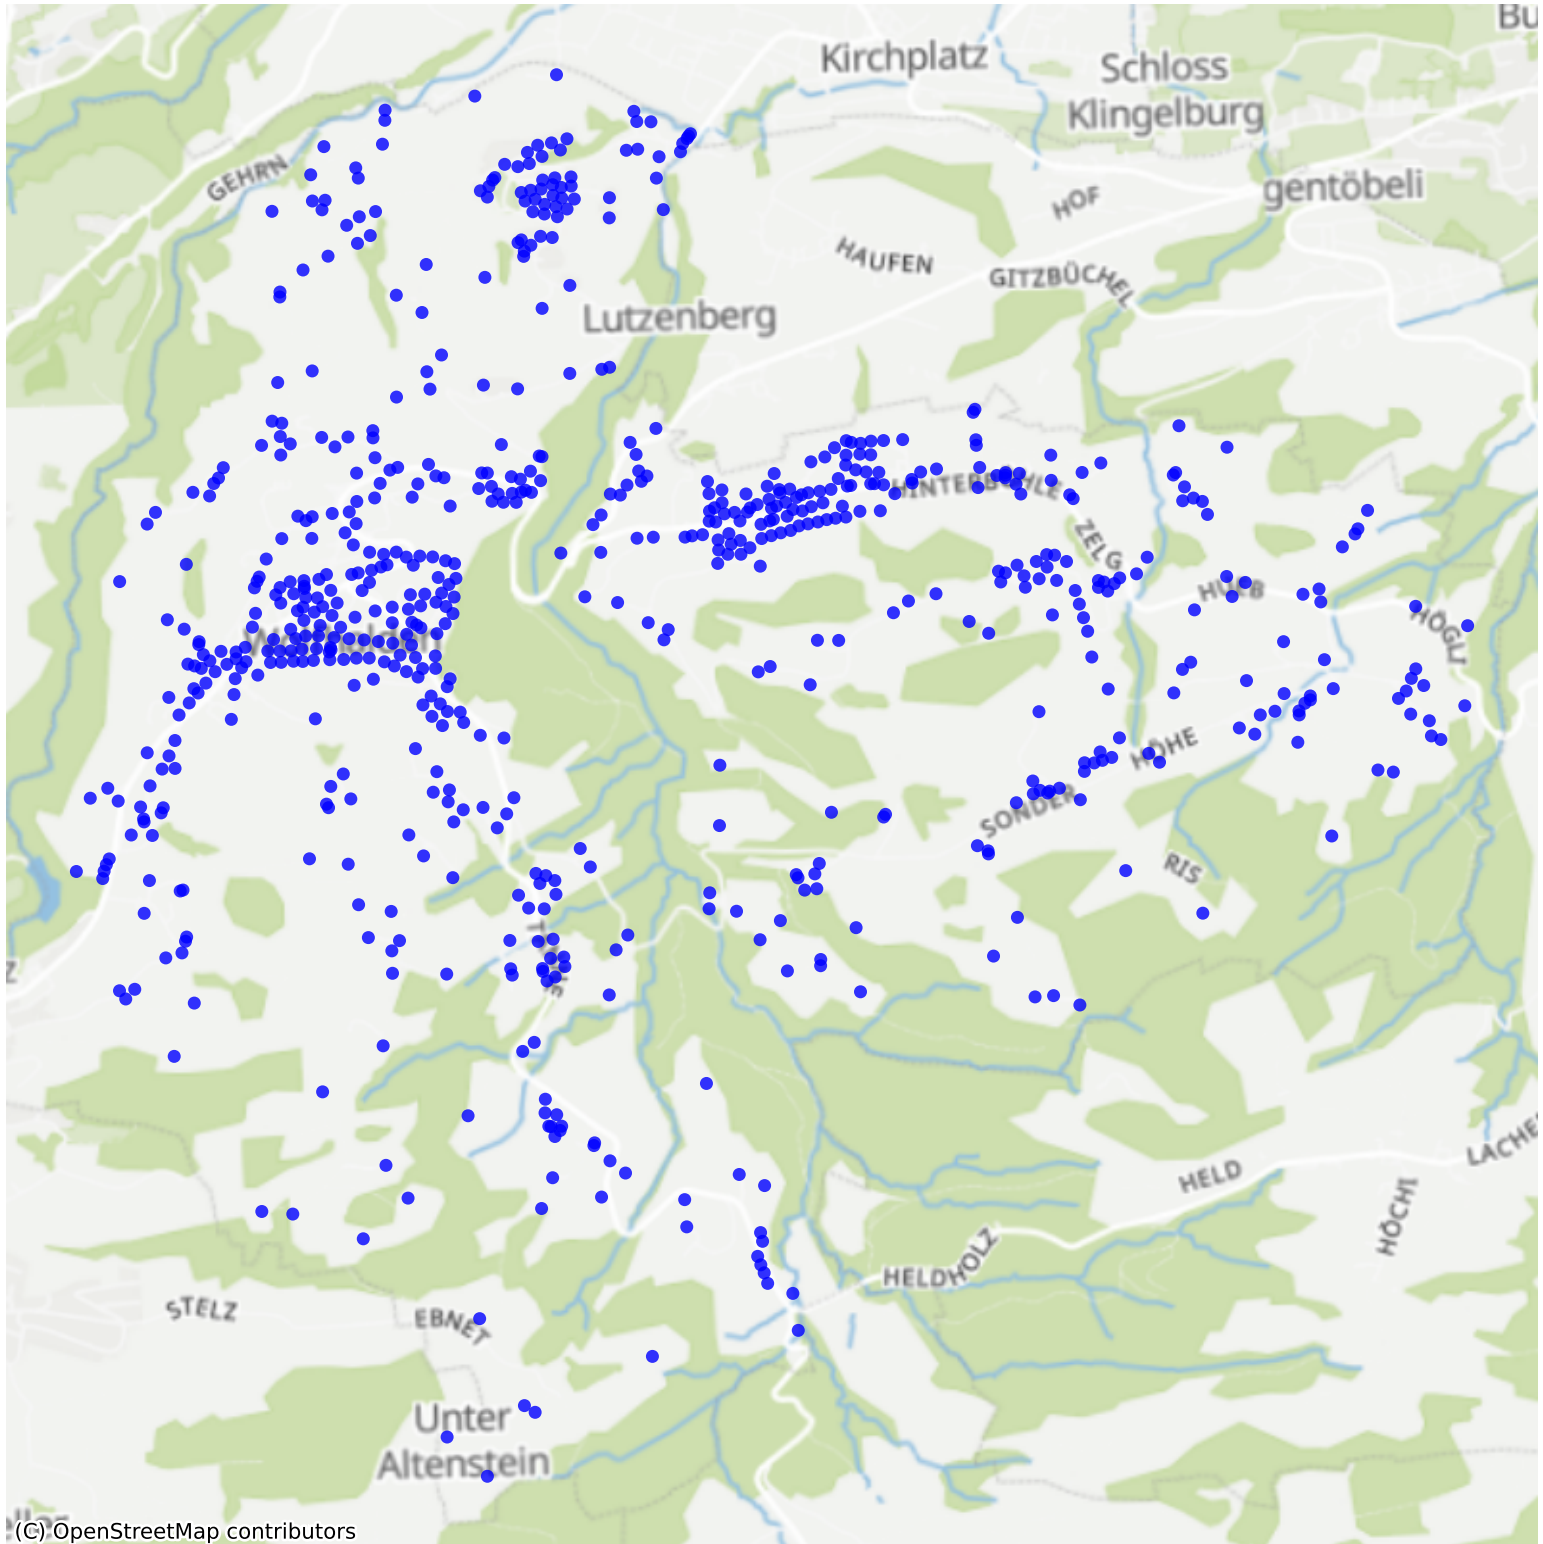 Bu
Kirchplatz
Schloss
Klingelburg
GEHRN
gentöbeli
HOF
HAUFEN
GITZBÜCHEL
Lutzenberg
ZELG
HÖGLI
HÖHE
SONDER
RIS
LACHE
HELD
HÖCHI
HELDHOLZ
STELZ
EBNET
Unter
Altenstein
(C) OpenStreetMap contributors